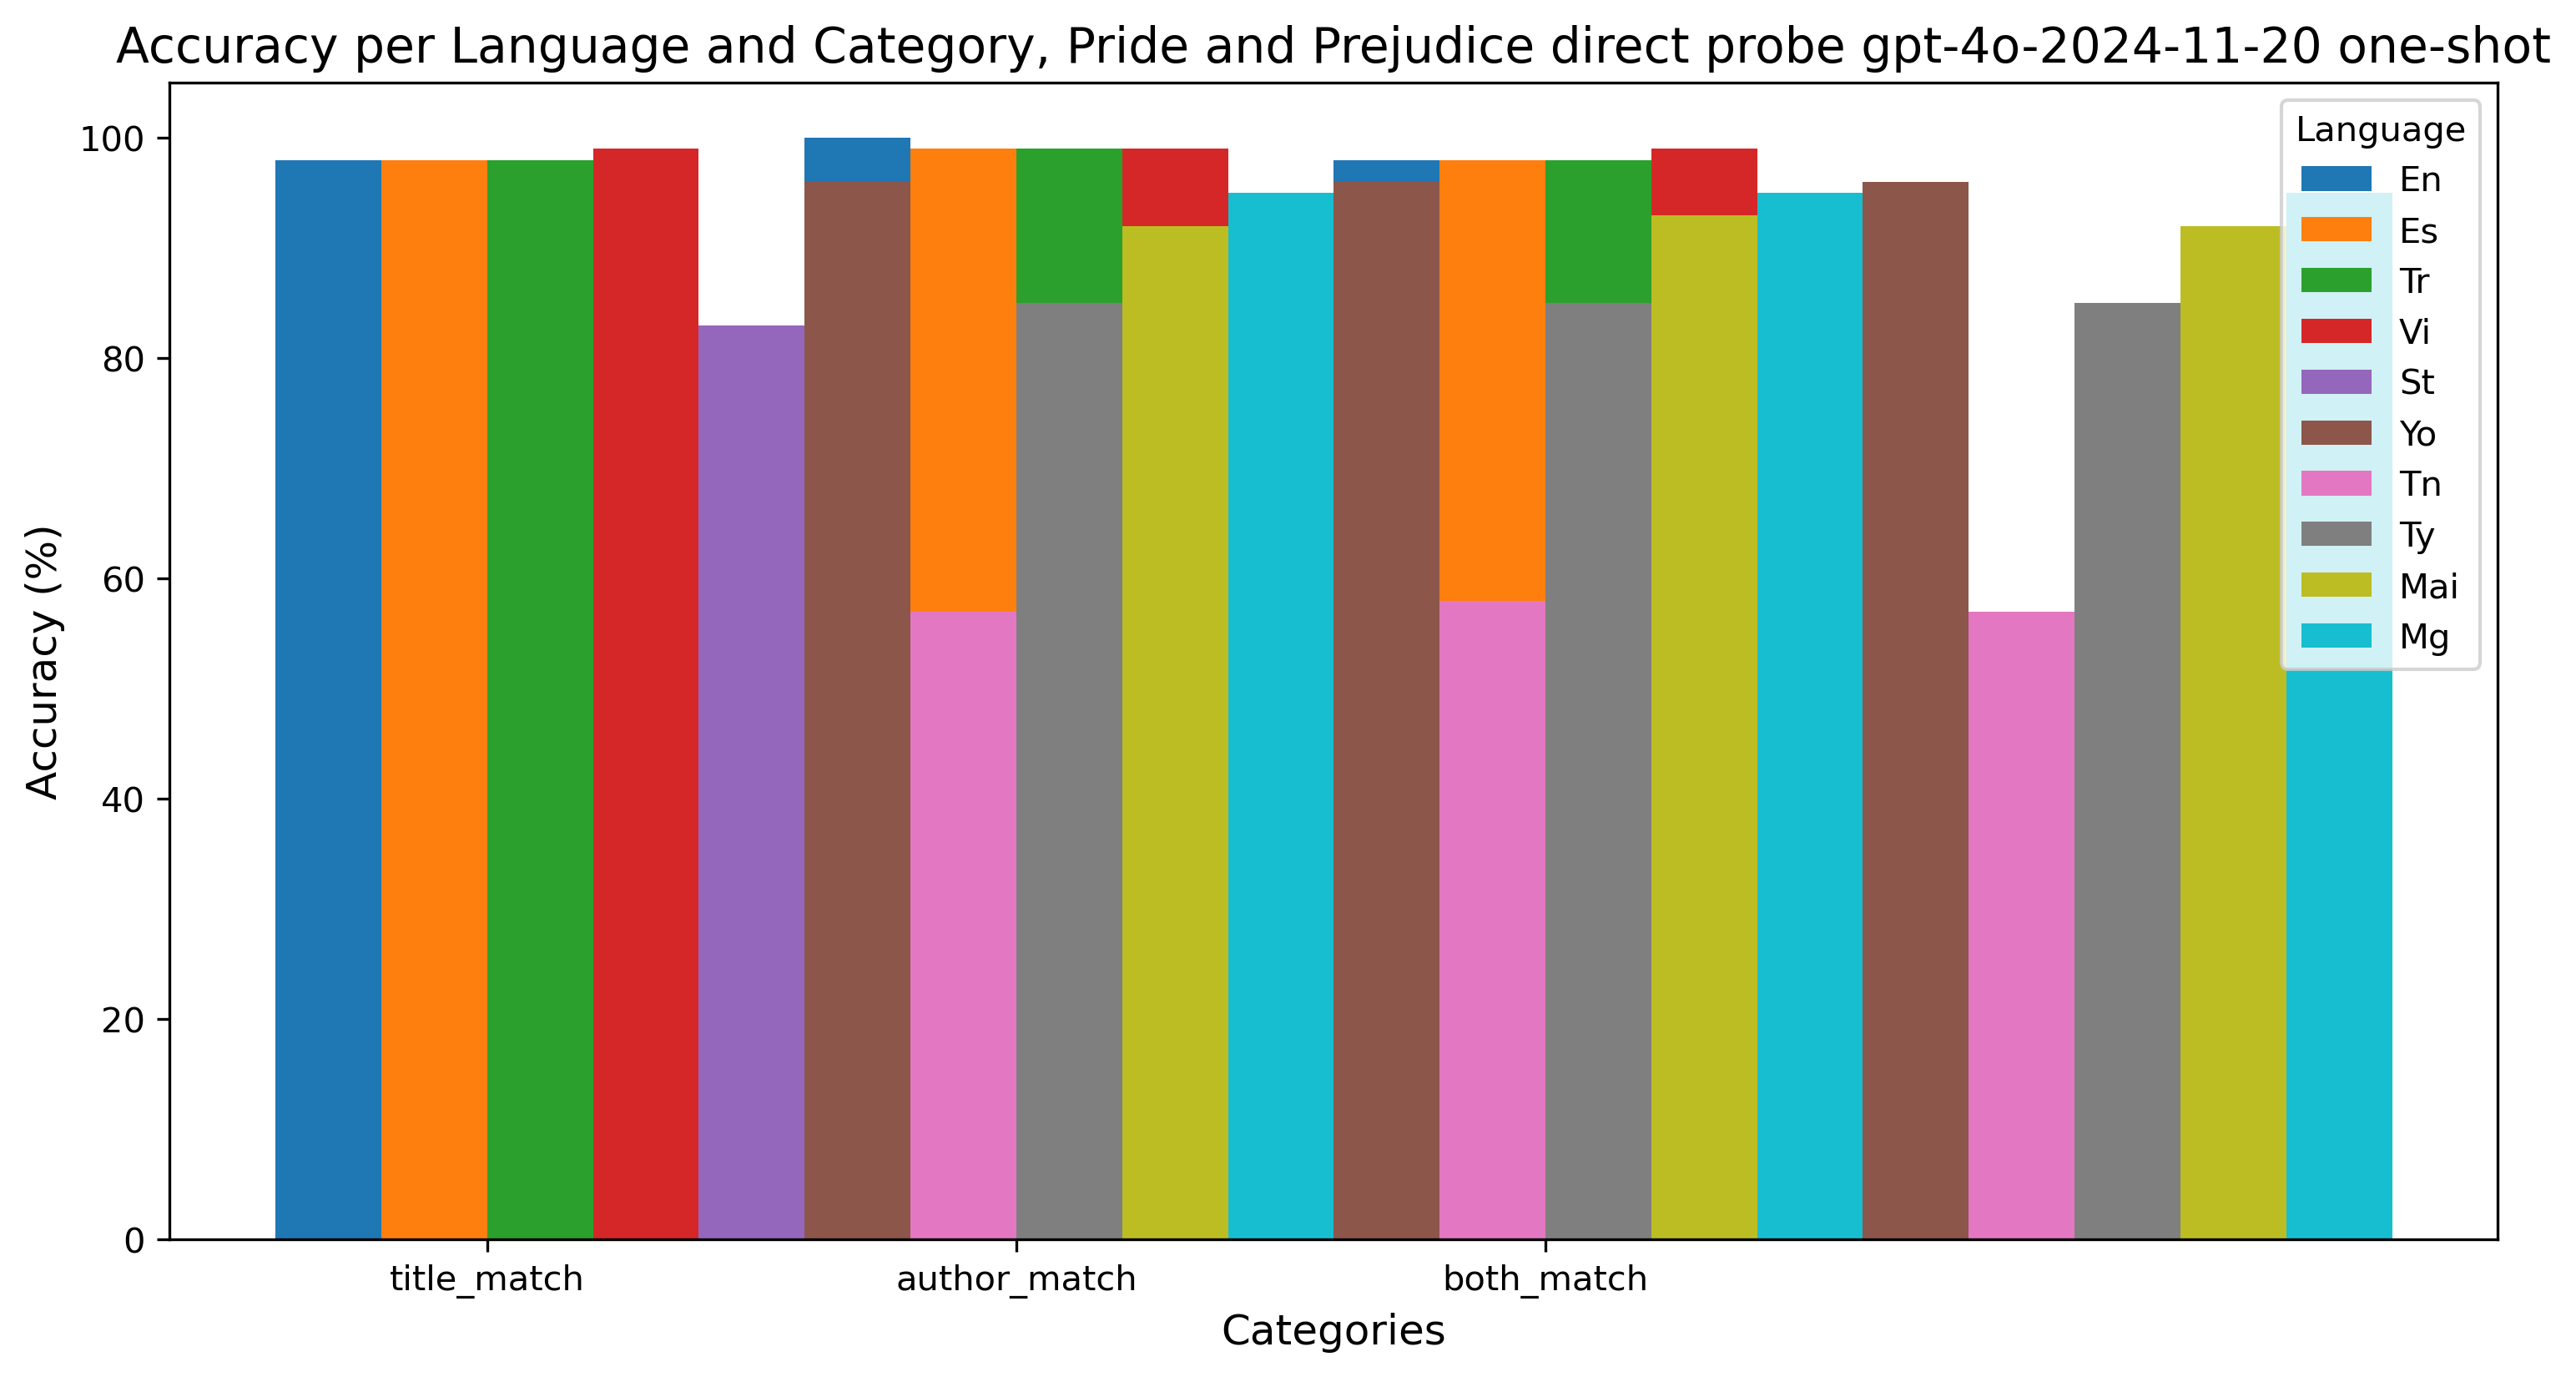 Accuracy per Language and Category, Pride and Prejudice direct probe gpt-4o-2024-11-20 one-shot
Language
En
Es
Tr
Vi
St
Yo
Tn
Ty
Mai
Mg
Accuracy (%)
100
80
60
40
20
0
title_match
author_match
both_match
Categories